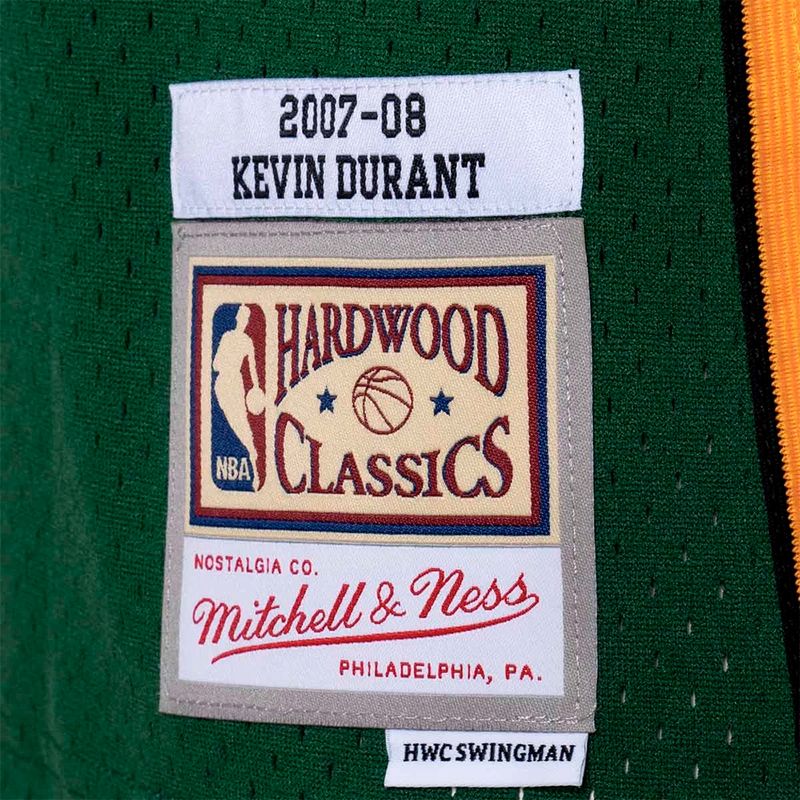 2007-08
KEVIN DURANT
HARDWOOD
CLASSICS
NBA
NOSTALGIA CO.
Mitchell & Ness
PHILADELPHIA, PA.
HWC SWINGMAN